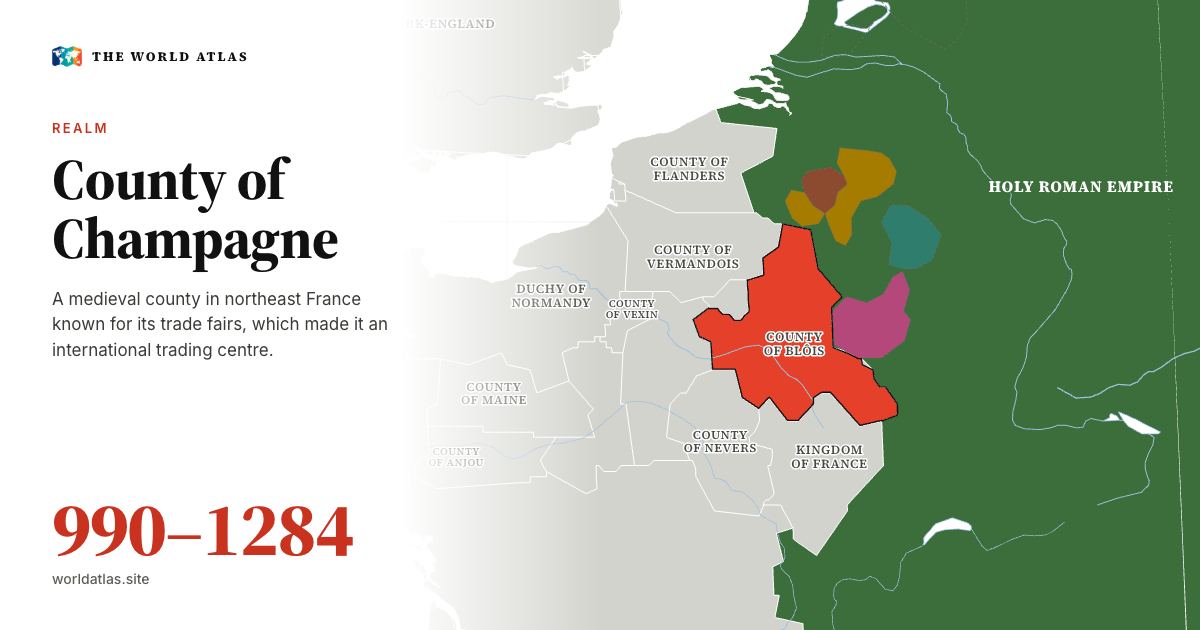 THE WORLD ATLAS
REALM
County of
Champagne
A medieval county in northeast France
known for its trade fairs, which made it an
international trading centre.
990–1284
worldatlas.site
K-ENGLAND
COUNTY OF
FLANDERS
HOLY ROMAN EMPIRE
COUNTY OF
VERMANDOIS
DUCHY OF
NORMANDY
COUNTY
OF VEXIN
COUNTY
OF BLOIS
COUNTY
OF MAINE
COUNTY
OF NEVERS
KINGDOM
OF FRANCE
COUNTY
OF ANJOU